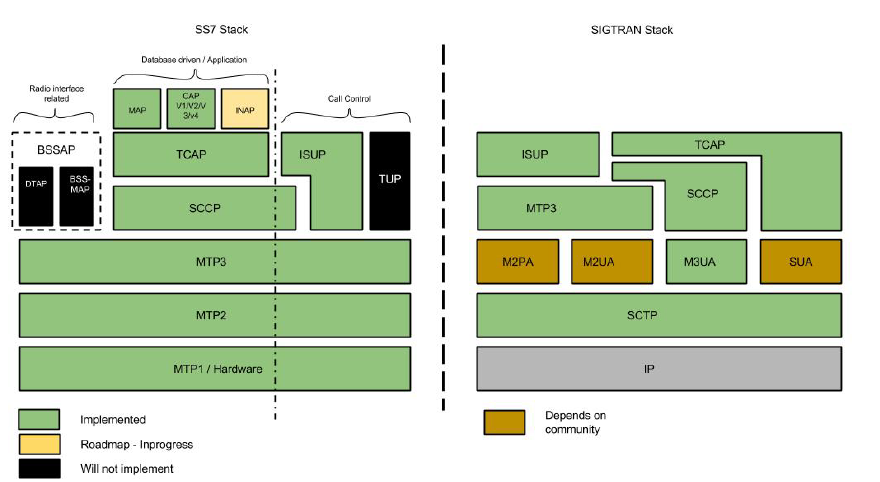 SS7 Stack
SIGTRAN Stack
Database driven / Application
Radio interface
related
Call Control
MAP
CAP
V1/V2/V
3/v4
INAP
BSSAP
DTAP
BSS-
MAP
TCAP
ISUP
TUP
SCCP
MTP3
MTP2
MTP1 / Hardware
ISUP
TCAP
SCCP
MTP3
M2PA
M2UA
M3UA
SUA
SCTP
IP
Implemented
Roadmap - Inprogress
Will not implement
Depends on
community